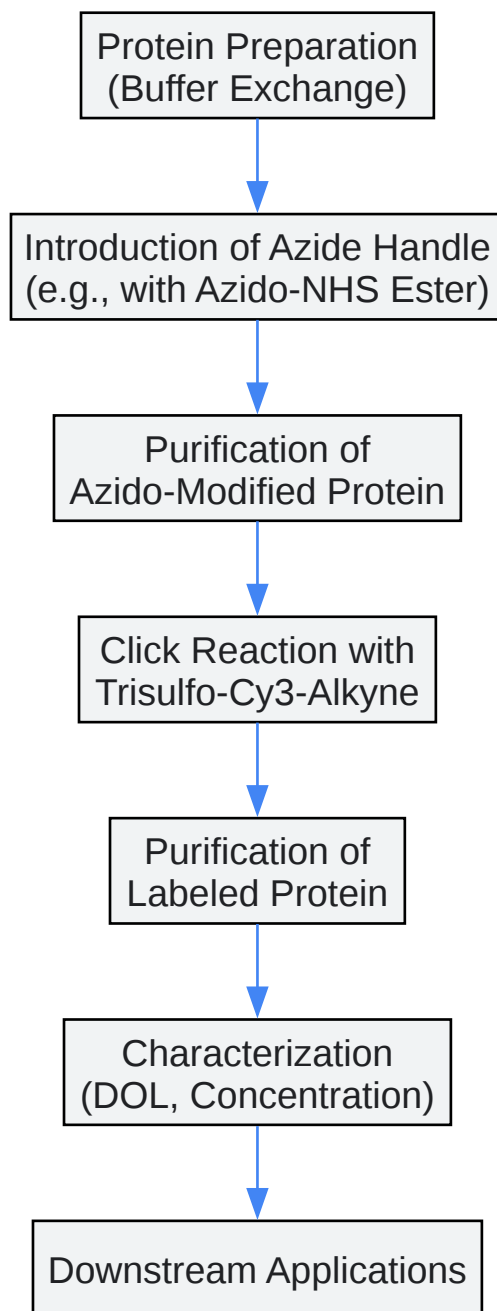 Protein Preparation
(Buffer Exchange)
Introduction of Azide Handle
(e.g., with Azido-NHS Ester)
Purification of
Azido-Modified Protein
Click Reaction with
Trisulfo-Cy3-Alkyne
Purification of
Labeled Protein
Characterization
(DOL, Concentration)
Downstream Applications